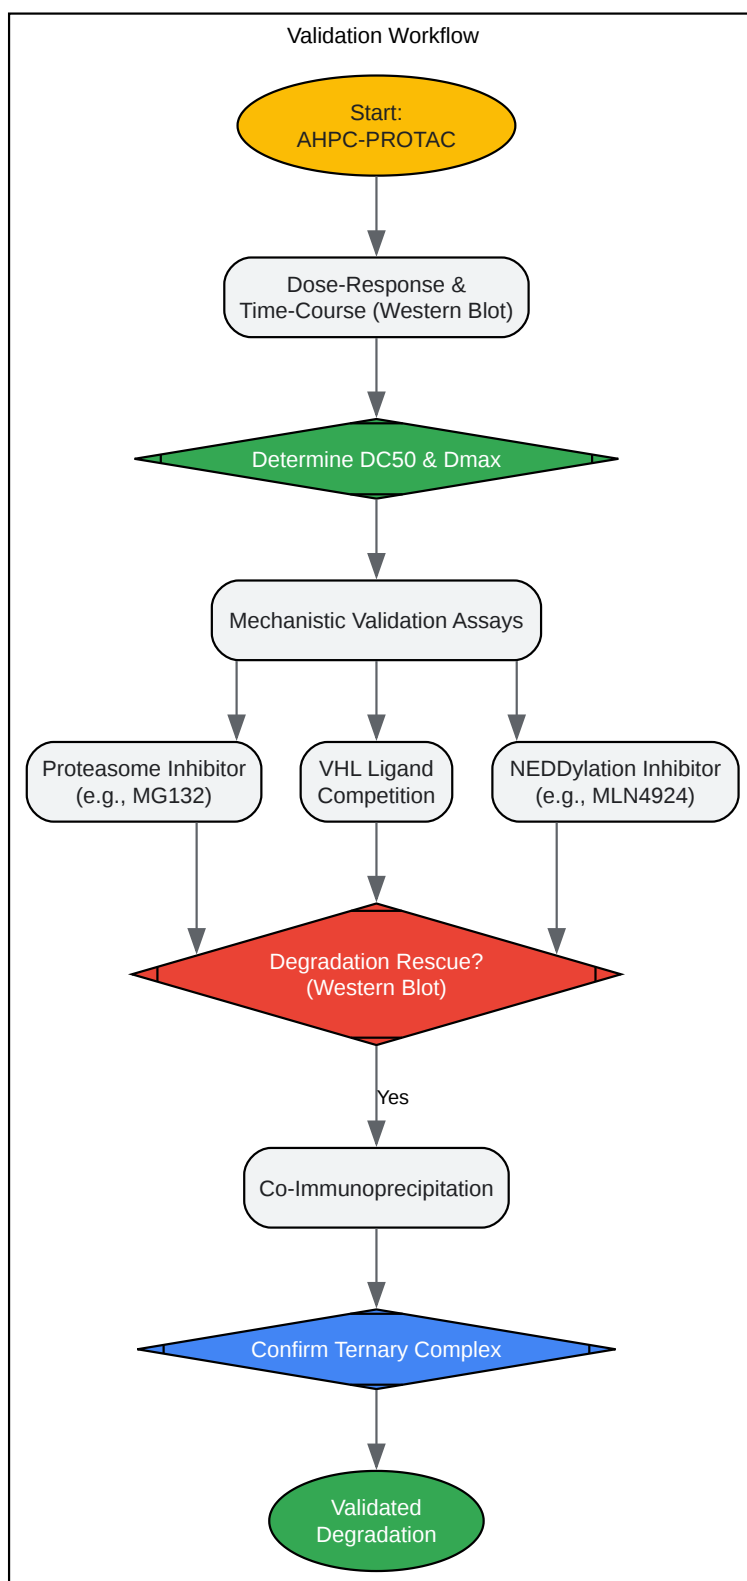 Validation Workflow
Start:
AHPC-PROTAC
Dose-Response &
Time-Course (Western Blot)
Determine DC50 & Dmax
Mechanistic Validation Assays
Proteasome Inhibitor
(e.g., MG132)
VHL Ligand
Competition
NEDDylation Inhibitor
(e.g., MLN4924)
Degradation Rescue?
(Western Blot)
Yes
Co-Immunoprecipitation
Confirm Ternary Complex
Validated
Degradation